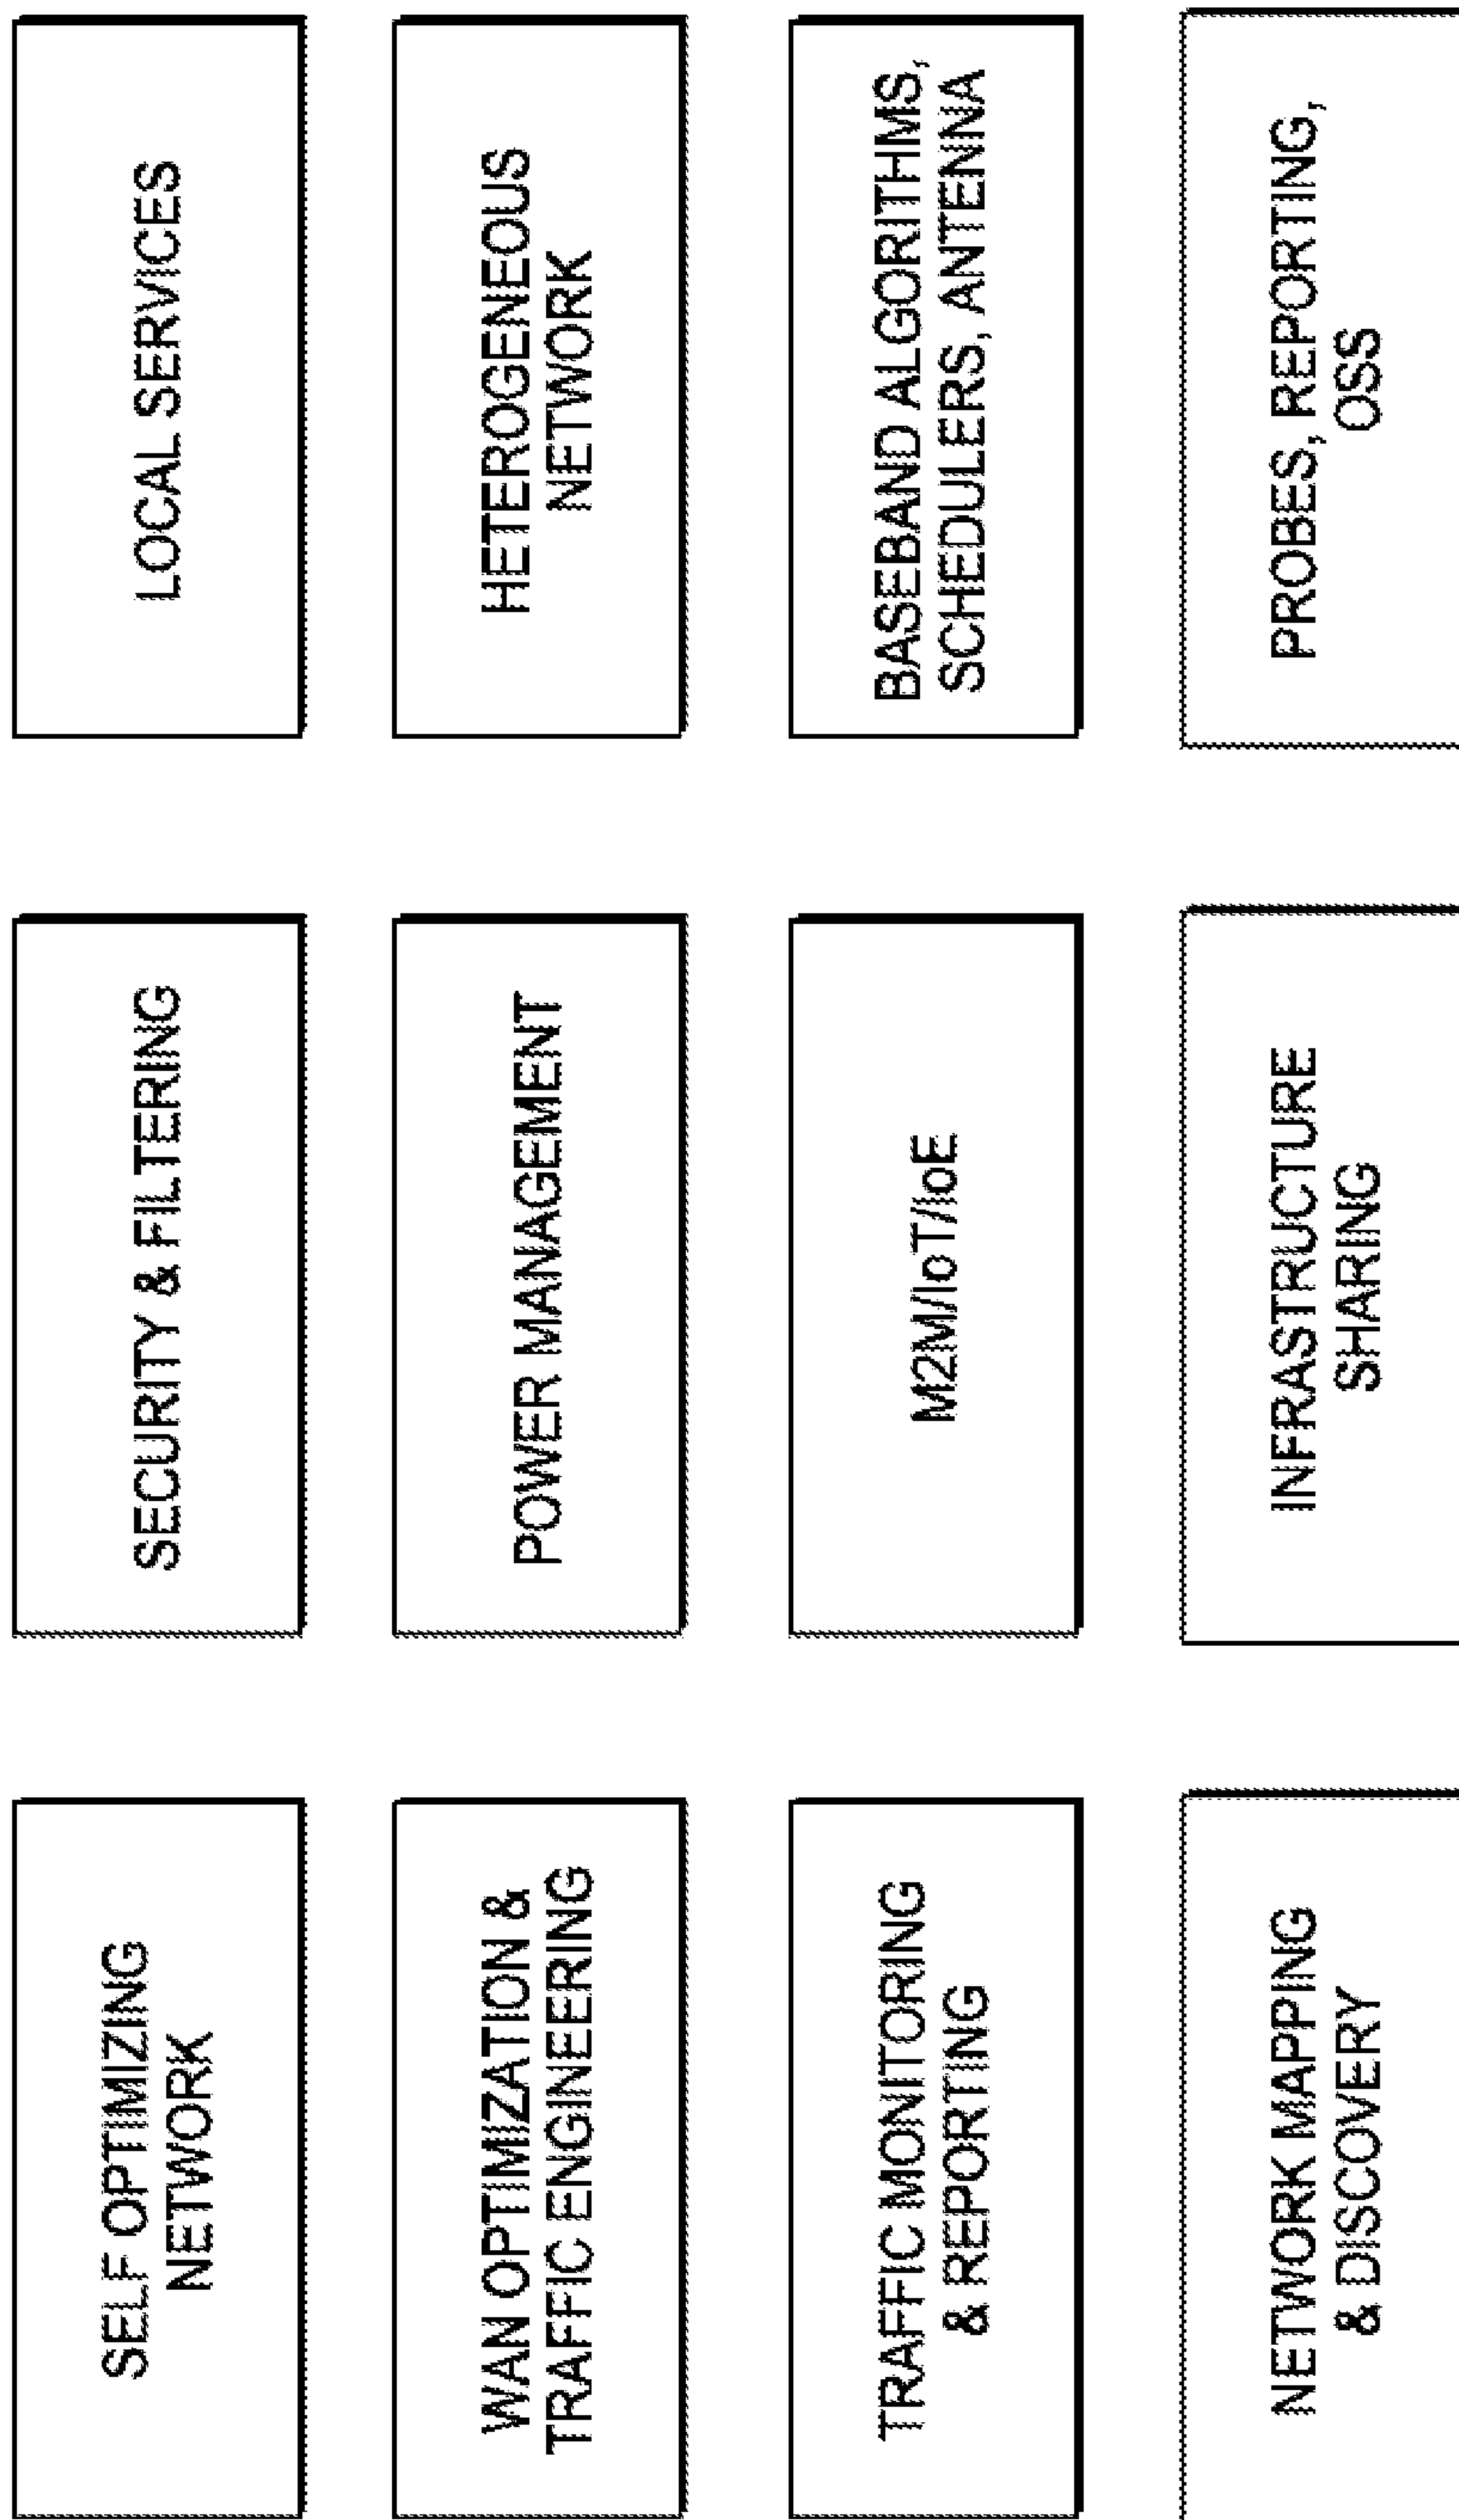 SELF OPTIMIZING
NETWORK
SECURITY & FILTERING
LOCAL SERVICES
WAN OPTIMIZATION &
TRAFFIC ENGINEERING
POWER MANAGEMENT
HETEROGENEOUS
NETWORK
TRAFFIC MONITORING
& REPORTING
M2M/IoT/IoE
BASEBAND ALGORITHMS,
SCHEDULERS, ANTENNA
NETWORK MAPPING
& DISCOVERY
INFRASTRUCTURE
SHARING
PROBES, REPORTING,
OSS